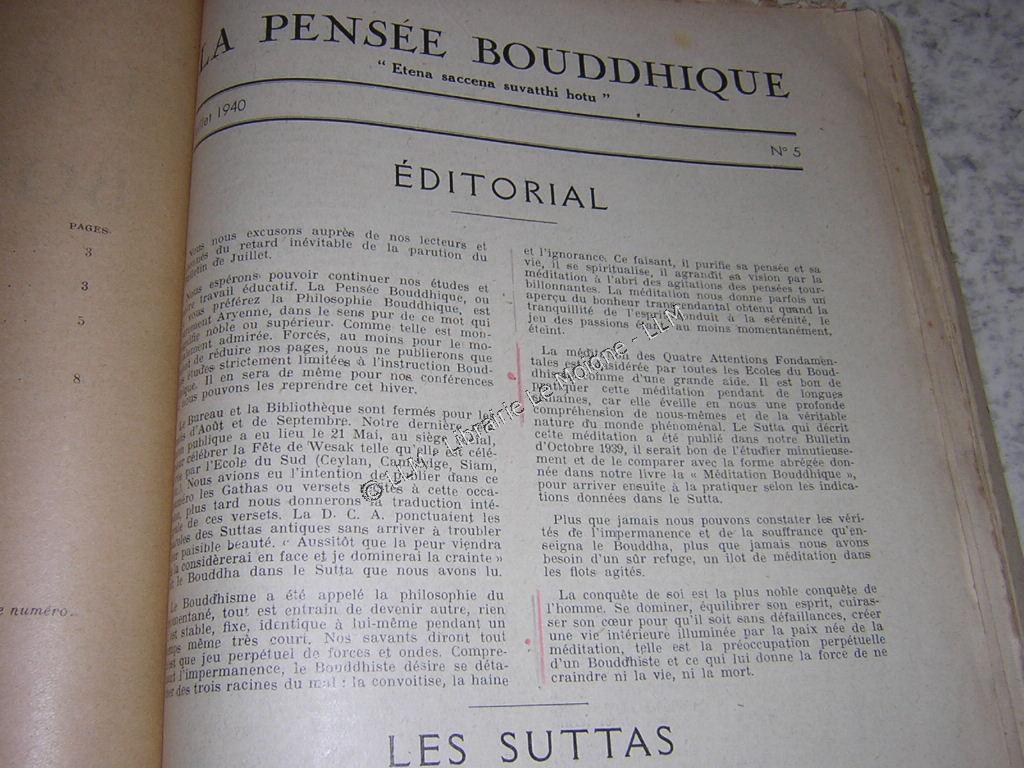 LA PENSÉE BOUDDHIQUE
“ Etena saccena suvatthi hotu ”
1940
N° 5
ÉDITORIAL
nous excusons auprès de nos lecteurs et
du retard inévitable de la parution du
de Juillet.
espérons pouvoir continuer nos études et
travail éducatif. La Pensée Bouddhique, ou
vous préférez la Philosophie Bouddhique, est
Aryenne, dans le sens pur de ce mot qui
noble ou supérieur. Comme telle est
admirée. Forcés, au moins pour le mo-
de réduire nos pages, nous ne publierons que
études strictement limitées à l'instruction Boud-
Il en sera de même pour nos conférences
nous pouvons les reprendre cet hiver.
Le Bureau et la Bibliothèque sont fermés pour les
d'Août et de Septembre. Notre dernière
publique a eu lieu le 21 Mai, au siège social,
célébrer la Fête de Wesak telle qu'elle est célé-
par l'Ecole du Sud (Ceylan, Cambodge, Siam,
Nous avions eu l'intention de publier dans ce
les Gathas ou versets récités à cette occa-
plus tard nous donnerons la traduction inté-
de ces versets. La D. C. A. ponctuaient les
des Suttas antiques sans arriver à troubler
paisible beauté. « Aussitôt que la peur viendra
la considèrerai en face et je dominerai la crainte »
le Bouddha dans le Sutta que nous avons lu.
Le Bouddhisme a été appelé la philosophie du
tout est entrain de devenir autre, rien
est stable, fixe, identique à lui-même pendant un
même très court. Nos savants diront tout
est que jeu perpétuel de forces et ondes. Compre-
l'impermanence, le Bouddhiste désire se déta-
des trois racines du mal : la convoitise, la haine
et l'ignorance. Ce faisant, il purifie sa pensée et sa
vie, il se spiritualise, il agrandit sa vision par la
méditation à l'abri des agitations des pensées tour-
billonnantes. La méditation nous donne parfois un
aperçu du bonheur transcendantal obtenu quand la
tranquillité de l'esprit conduit à la sérénité, le
jeu des passions étant au moins momentanément,
éteint.
La méditation des Quatre Attentions Fondamen-
tales est considérée par toutes les Ecoles du Boud-
dhisme comme d'une grande aide. Il est bon de
pratiquer cette méditation pendant de longues
semaines, car elle éveille en nous une profonde
compréhension de nous-mêmes et de la véritable
nature du monde phénoménal. Le Sutta qui décrit
cette méditation a été publié dans notre Bulletin
d'Octobre 1939, il serait bon de l'étudier minutieuse-
ment et de le comparer avec la forme abrégée don-
née dans notre livre la « Méditation Bouddhique »,
pour arriver ensuite à la pratiquer selon les indica-
tions données dans le Sutta.
Plus que jamais nous pouvons constater les véri-
tés de l'impermanence et de la souffrance qu'en-
seigna le Bouddha, plus que jamais nous avons
besoin d'un sûr refuge, un ilot de méditation dans
les flots agités.
La conquête de soi est la plus noble conquête de
l'homme. Se dominer, équilibrer son esprit, cuiras-
ser son cœur pour qu'il soit sans défaillances, créer
une vie intérieure illuminée par la paix née de la
méditation, telle est la préoccupation perpétuelle
d'un Bouddhiste et ce qui lui donne la force de ne
craindre ni la vie, ni la mort.
LES SUTTAS
PAGES
3
3
5
8
numéro.
© LLM - Librairie Le Molone - LLM